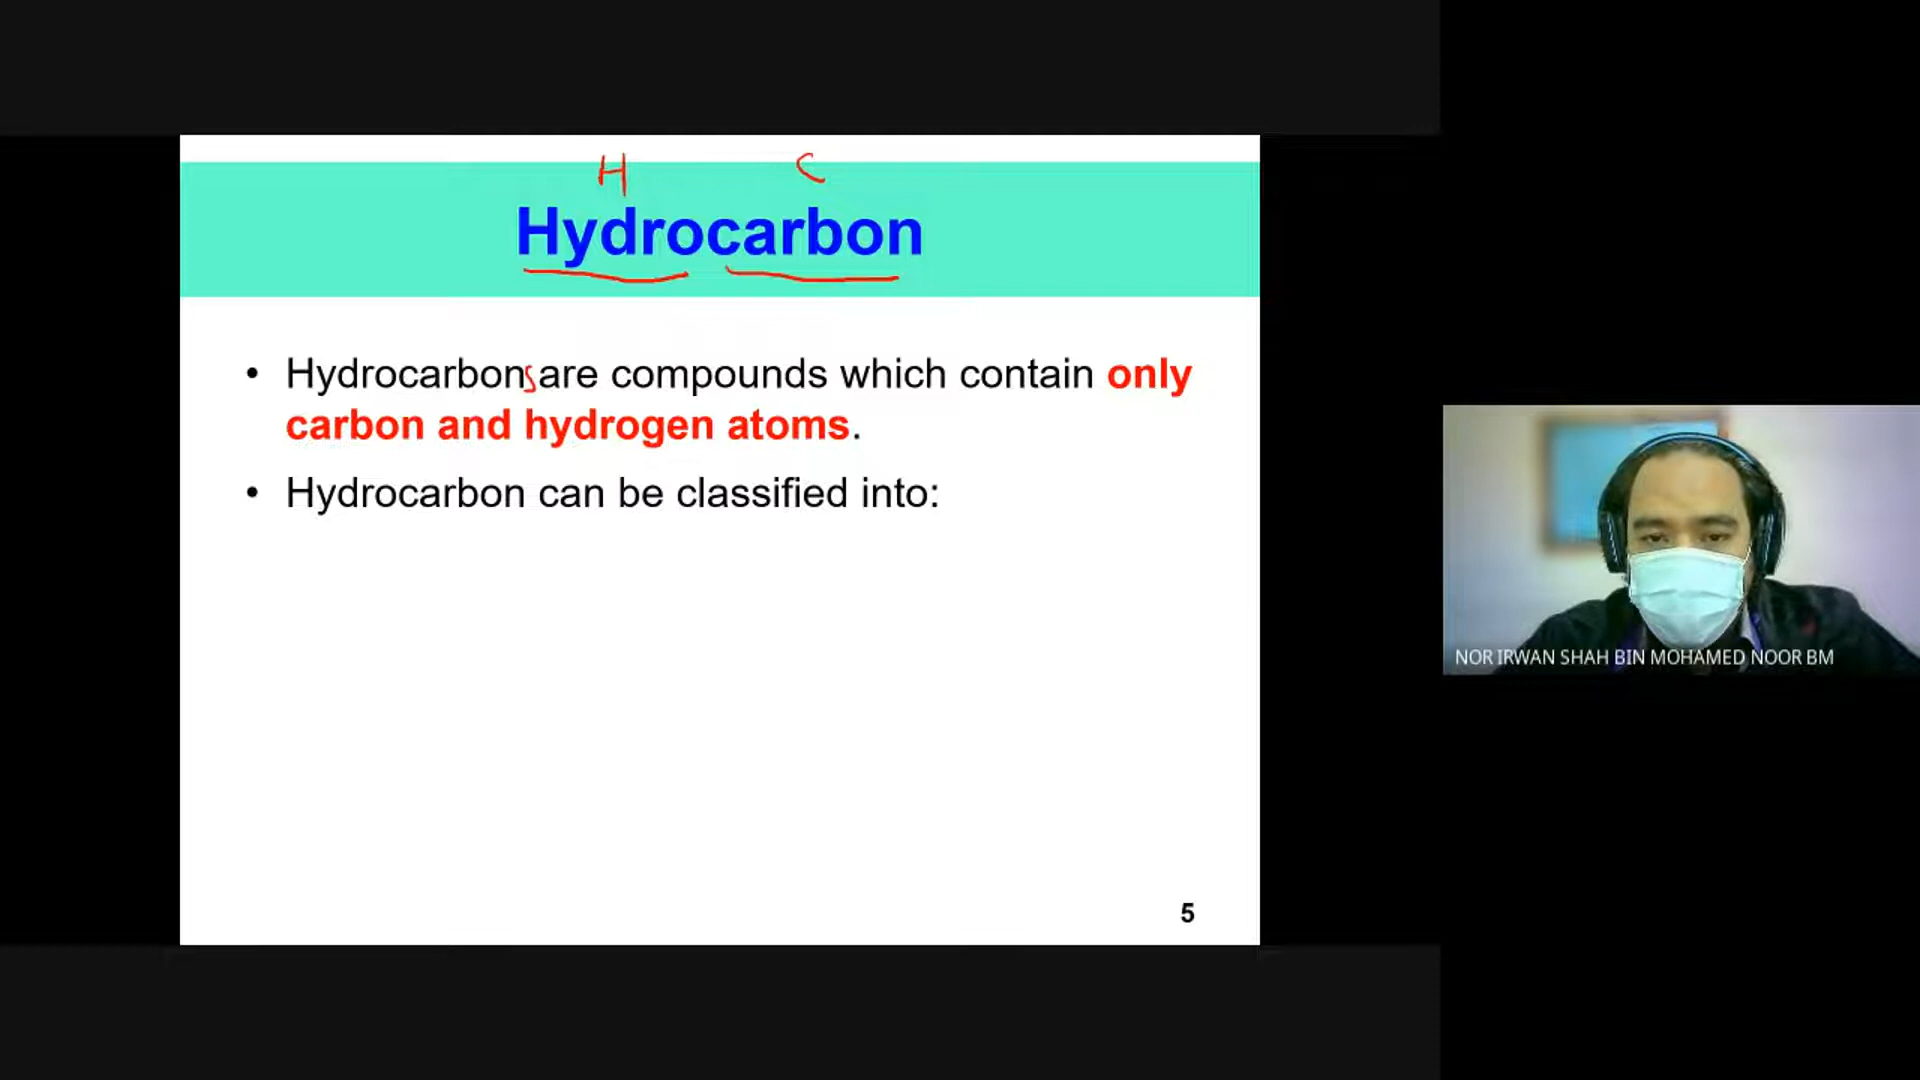 H C
Hydrocarbon
• Hydrocarbons are compounds which contain only
carbon and hydrogen atoms.
• Hydrocarbon can be classified into:
5
NOR IRWAN SHAH BIN MOHAMED NOOR BM